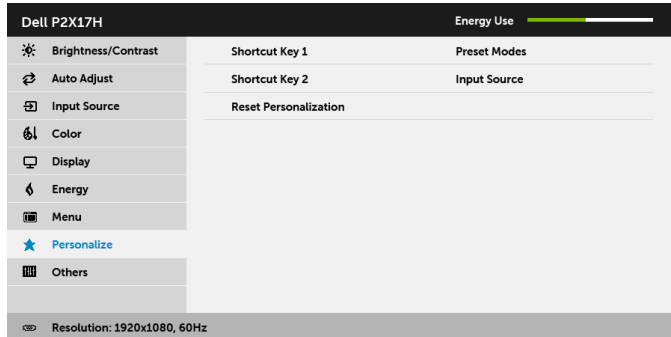 Dell P2X17H Energy Use
Brightness/Contrast Shortcut Key 1 Preset Modes
Auto Adjust Shortcut Key 2 Input Source
Input Source Reset Personalization
Color
Display
Energy
Menu
Personalize
Others
Resolution: 1920x1080, 60Hz